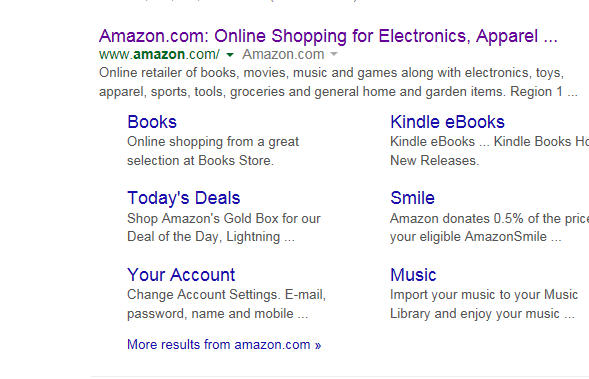 Amazon.com: Online Shopping for Electronics, Apparel ...
www.amazon.com/ Amazon.com
Online retailer of books, movies, music and games along with electronics, toys,
apparel, sports, tools, groceries and general home and garden items. Region 1 ...
Books
Online shopping from a great
selection at Books Store.
Kindle eBooks
Kindle eBooks ... Kindle Books
New Releases.
Today's Deals
Shop Amazon's Gold Box for our
Deal of the Day, Lightning ...
Smile
Amazon donates 0.5% of the price
your eligible AmazonSmile ...
Your Account
Change Account Settings. E-mail,
password, name and mobile ...
Music
Import your music to your Music
Library and enjoy your music ...
More results from amazon.com »